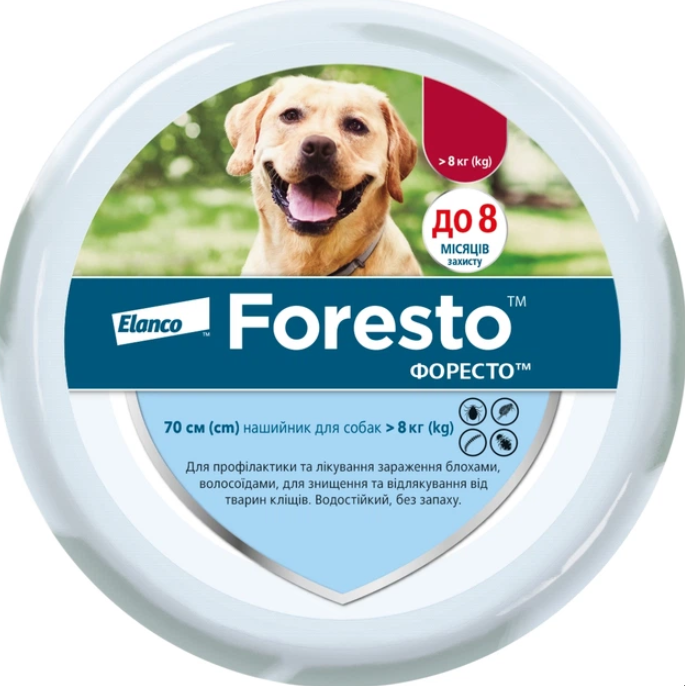 > 8 кг (kg)
ДО 8
МІСЯЦІВ
захисту
Elanco™
Foresto™
ФОРЕСТО™
70 см (cm) нашийник для собак > 8 кг (kg)
Для профілактики та лікування зараження блохами,
волосоїдами, для знищення та відлякування від
тварин кліщів. Водостійкий, без запаху.